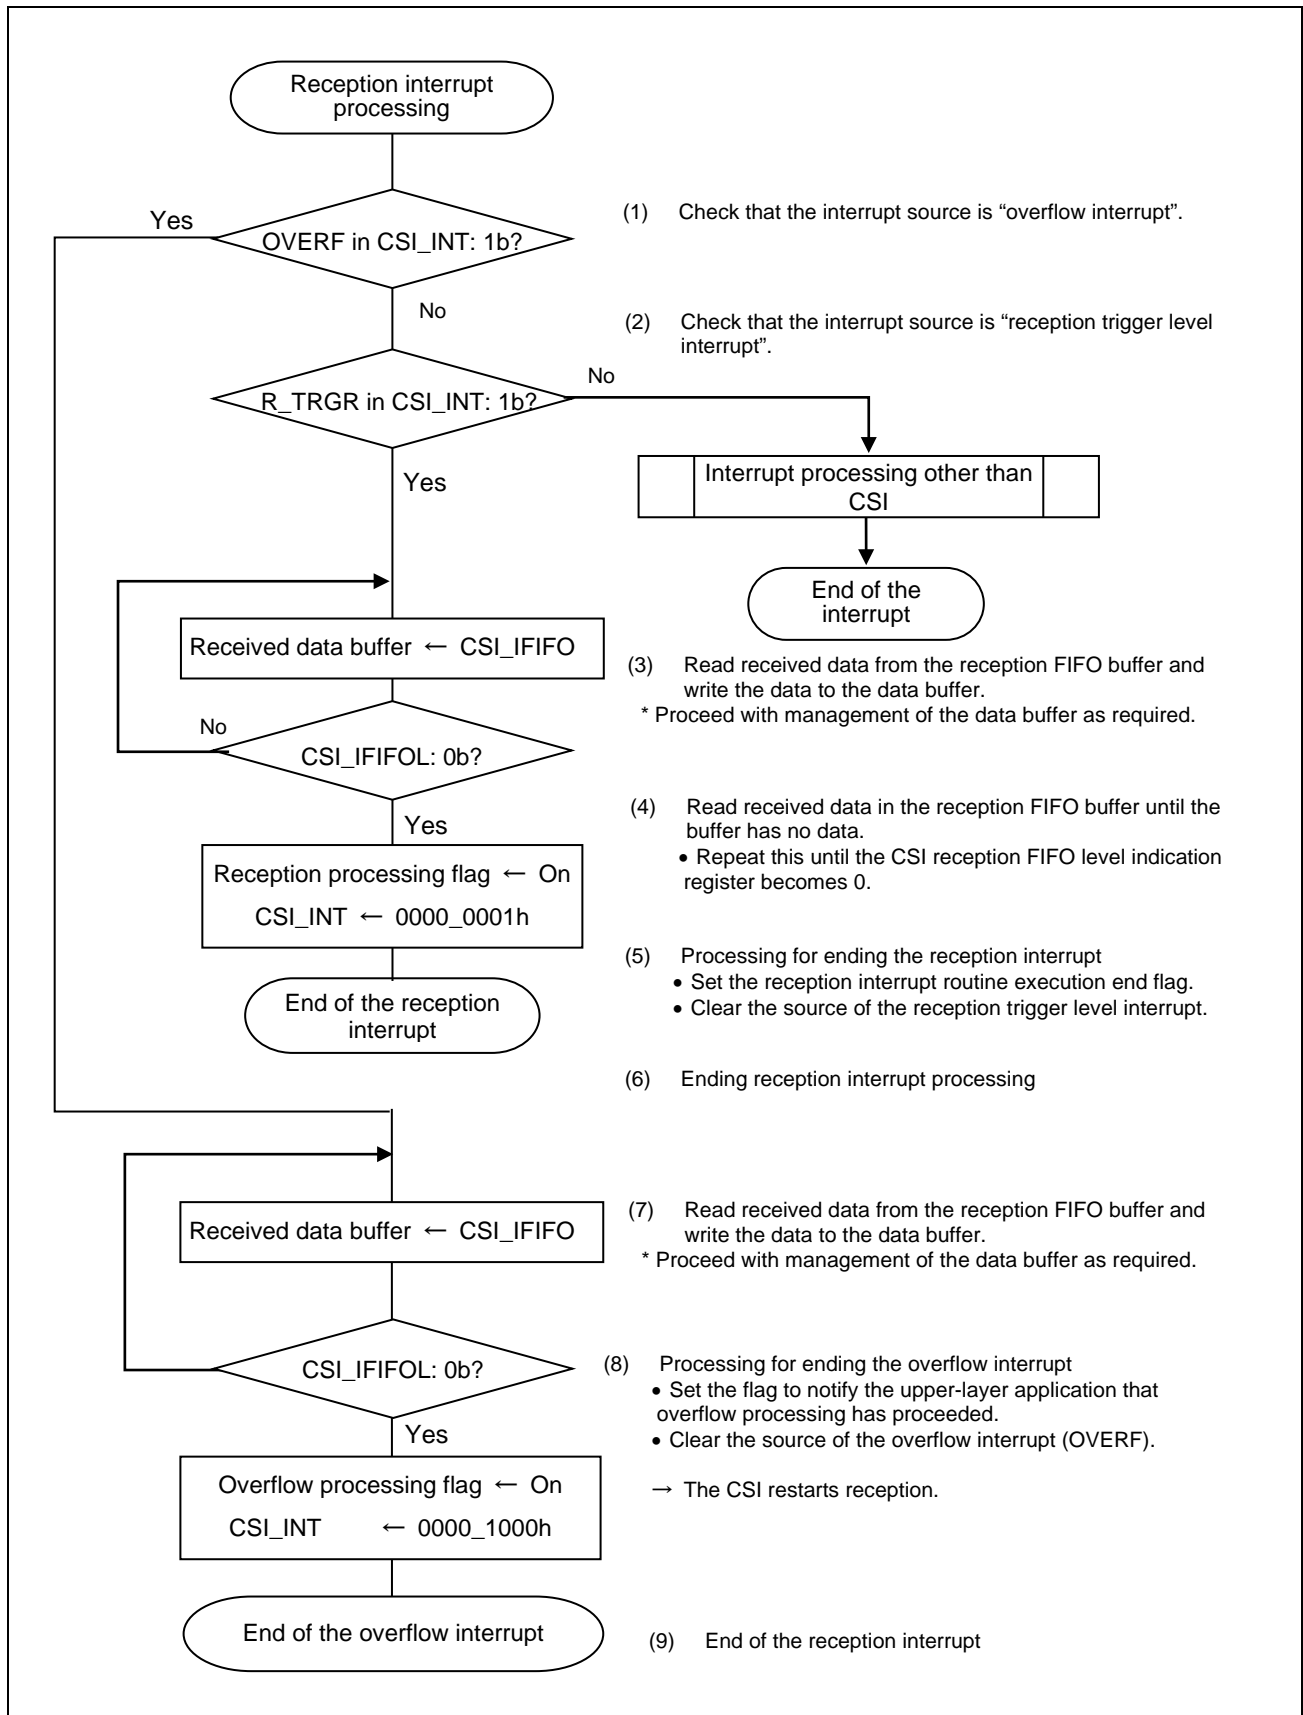 Reception interrupt
processing
Yes
OVERF in CSI_INT: 1b?
(1) Check that the interrupt source is “overflow interrupt”.
No
(2) Check that the interrupt source is “reception trigger level
interrupt”.
No
R_TRGR in CSI_INT: 1b?
Yes
Interrupt processing other than
CSI
End of the
interrupt
Received data buffer ← CSI_IFIFO
(3) Read received data from the reception FIFO buffer and
write the data to the data buffer.
* Proceed with management of the data buffer as required.
No
CSI_IFIFOL: 0b?
(4) Read received data in the reception FIFO buffer until the
buffer has no data.
• Repeat this until the CSI reception FIFO level indication
register becomes 0.
Yes
Reception processing flag ← On
CSI_INT ← 0000_0001h
(5) Processing for ending the reception interrupt
• Set the reception interrupt routine execution end flag.
• Clear the source of the reception trigger level interrupt.
End of the reception
interrupt
(6) Ending reception interrupt processing
Received data buffer ← CSI_IFIFO
(7) Read received data from the reception FIFO buffer and
write the data to the data buffer.
* Proceed with management of the data buffer as required.
CSI_IFIFOL: 0b?
(8) Processing for ending the overflow interrupt
• Set the flag to notify the upper-layer application that
overflow processing has proceeded.
• Clear the source of the overflow interrupt (OVERF).
→ The CSI restarts reception.
Yes
Overflow processing flag ← On
CSI_INT ← 0000_1000h
End of the overflow interrupt
(9) End of the reception interrupt